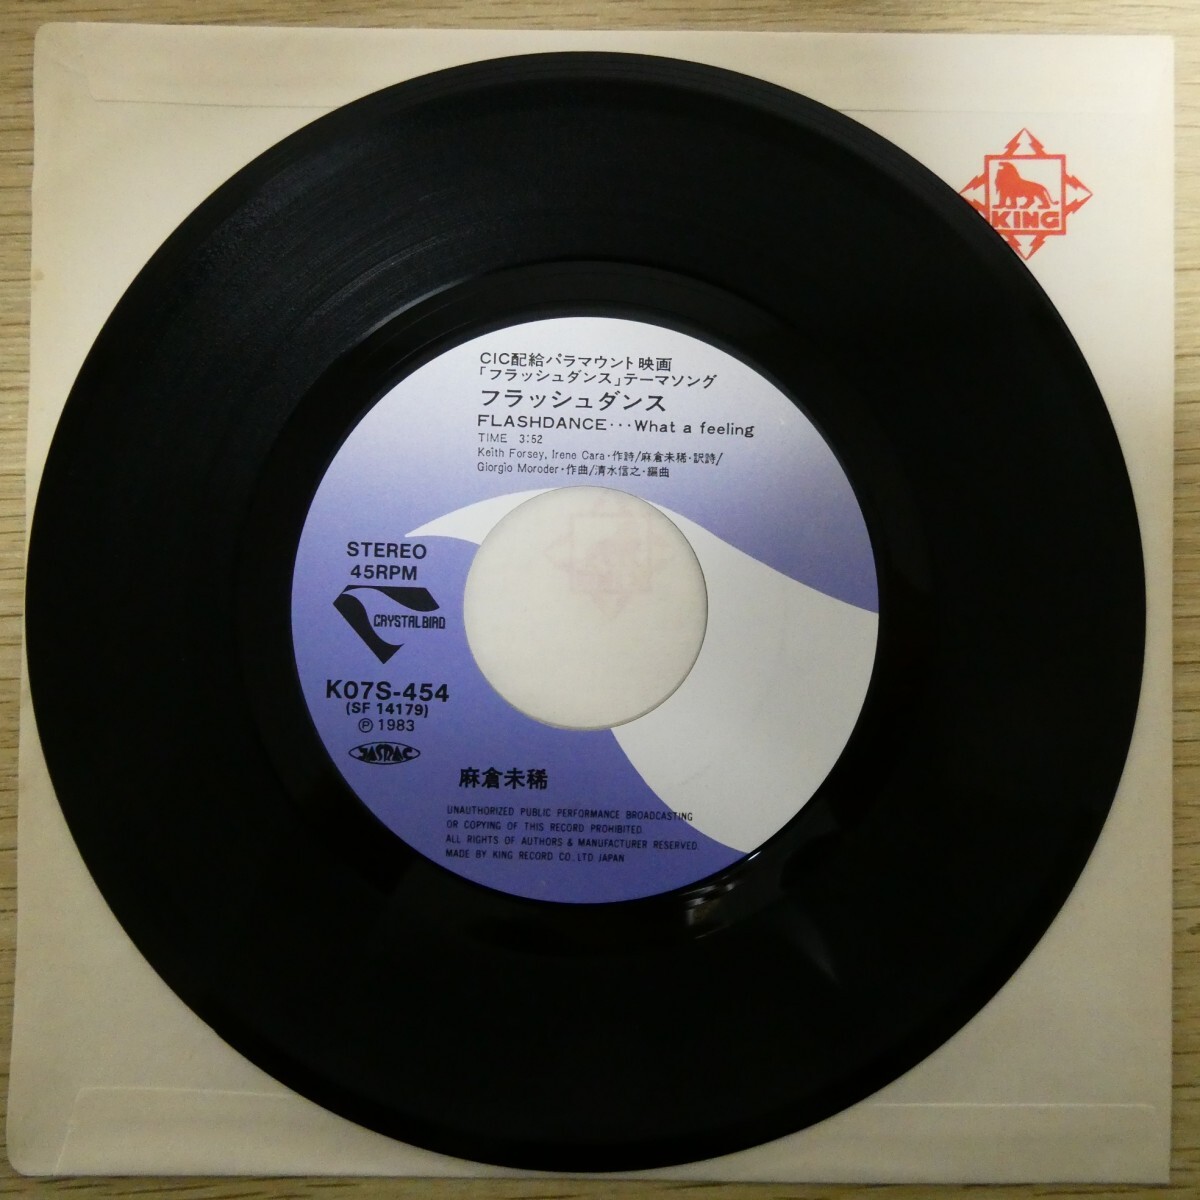 CIC配給パラマウント映画
「フラッシュダンス」テーマソング
フラッシュダンス
FLASHDANCE･･･What a feeling
TIME 3:52
Keith Forsey, Irene Cara・作詩/麻倉未稀・訳詩/
Giorgio Moroder・作曲/清水信之・編曲
STEREO
45RPM
CRYSTAL BIRD
K07S-454
(SF 14179)
Ⓟ 1983
JASRAC
麻倉未稀
UNAUTHORIZED PUBLIC PERFORMANCE BROADCASTING
OR COPYING OF THIS RECORD PROHIBITED.
ALL RIGHTS OF AUTHORS & MANUFACTURER RESERVED.
MADE BY KING RECORD CO.,LTD JAPAN
KING